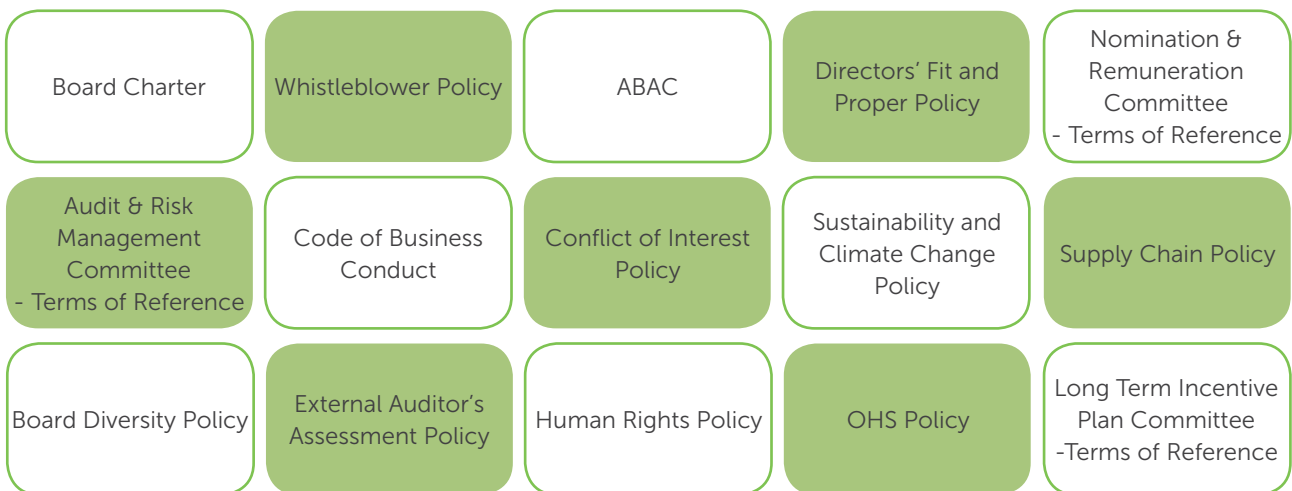 Board Charter
Whistleblower Policy
ABAC
Directors’ Fit and
Proper Policy
Nomination &
Remuneration
Committee
- Terms of Reference
Audit & Risk
Management
Committee
- Terms of Reference
Code of Business
Conduct
Conflict of Interest
Policy
Sustainability and
Climate Change
Policy
Supply Chain Policy
Board Diversity Policy
External Auditor’s
Assessment Policy
Human Rights Policy
OHS Policy
Long Term Incentive
Plan Committee
-Terms of Reference